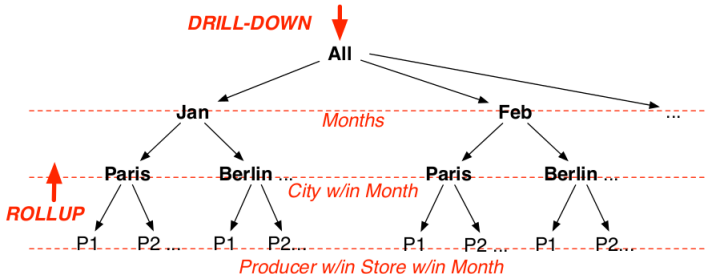 DRILL-DOWN
All
Jan Feb ...
Months
Paris Berlin ... Paris Berlin ...
City w/in Month
ROLLUP
P1 P2 ... P1 P2... P1 P2 ... P1 P2...
Producer w/in Store w/in Month